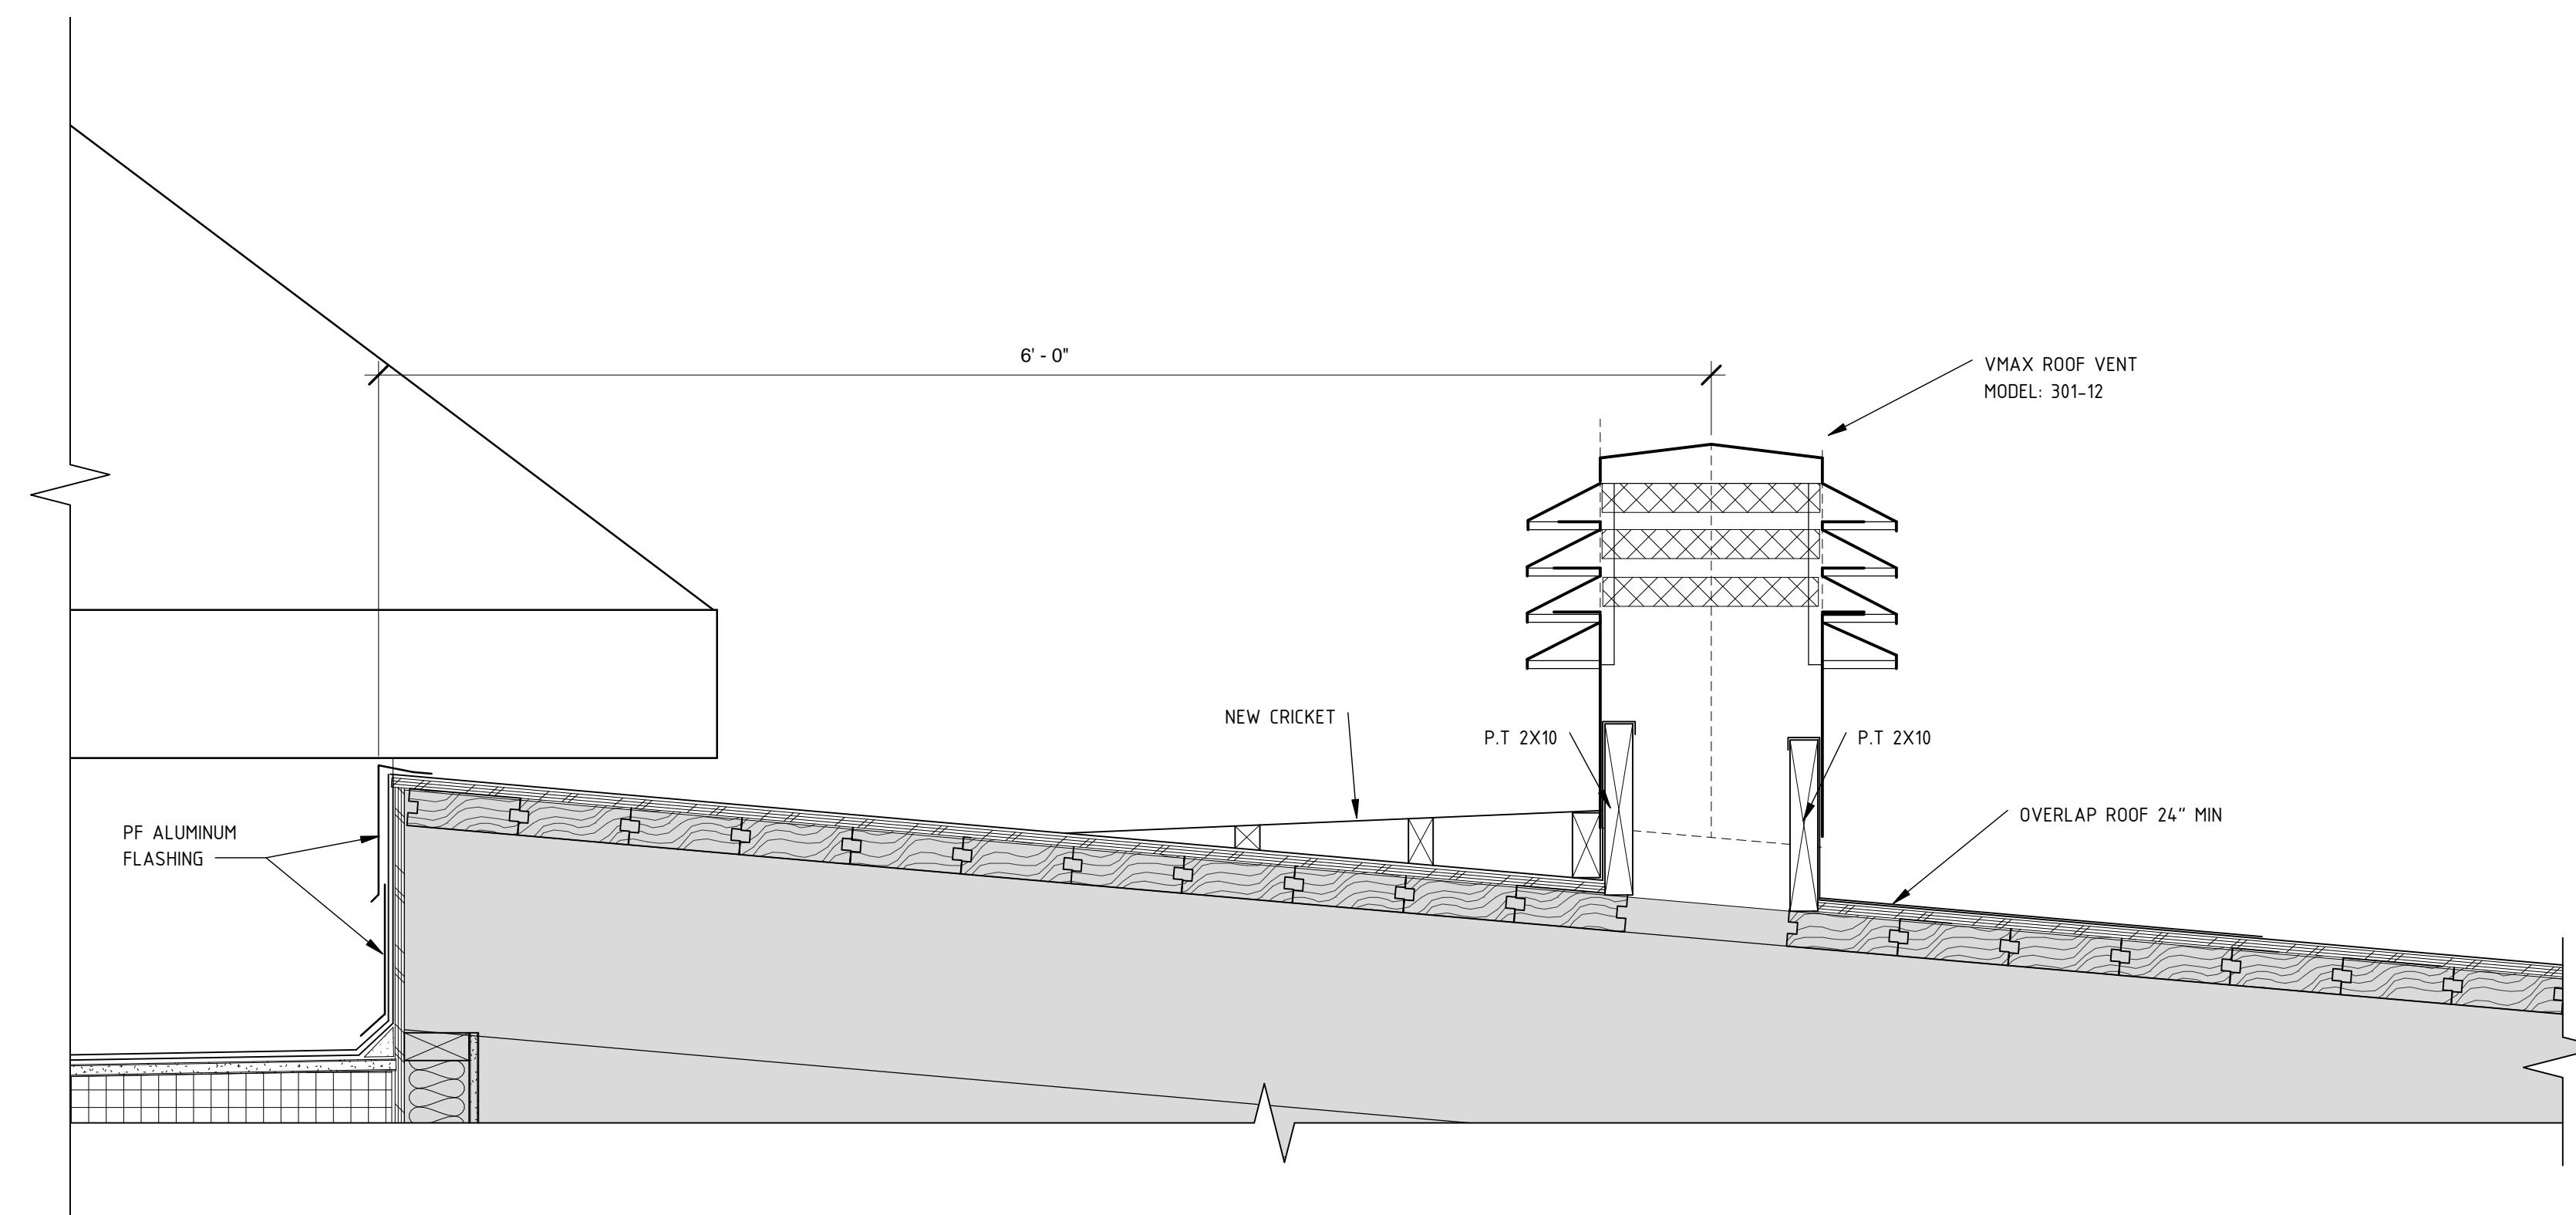 6' - 0"
VMAX ROOF VENT
MODEL: 301-12
NEW CRICKET
P.T 2X10
P.T 2X10
OVERLAP ROOF 24" MIN
PF ALUMINUM
FLASHING